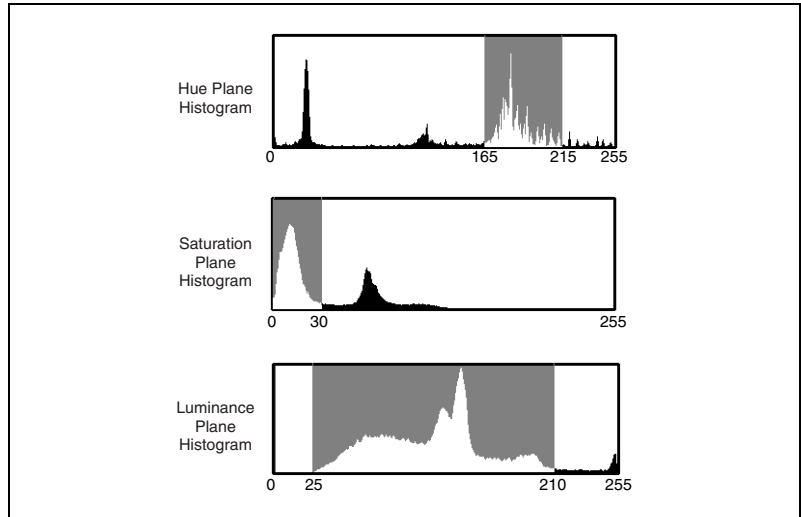 Hue Plane
Histogram
0 165 215 255
Saturation
Plane
Histogram
0 30 255
Luminance
Plane
Histogram
0 25 210 255